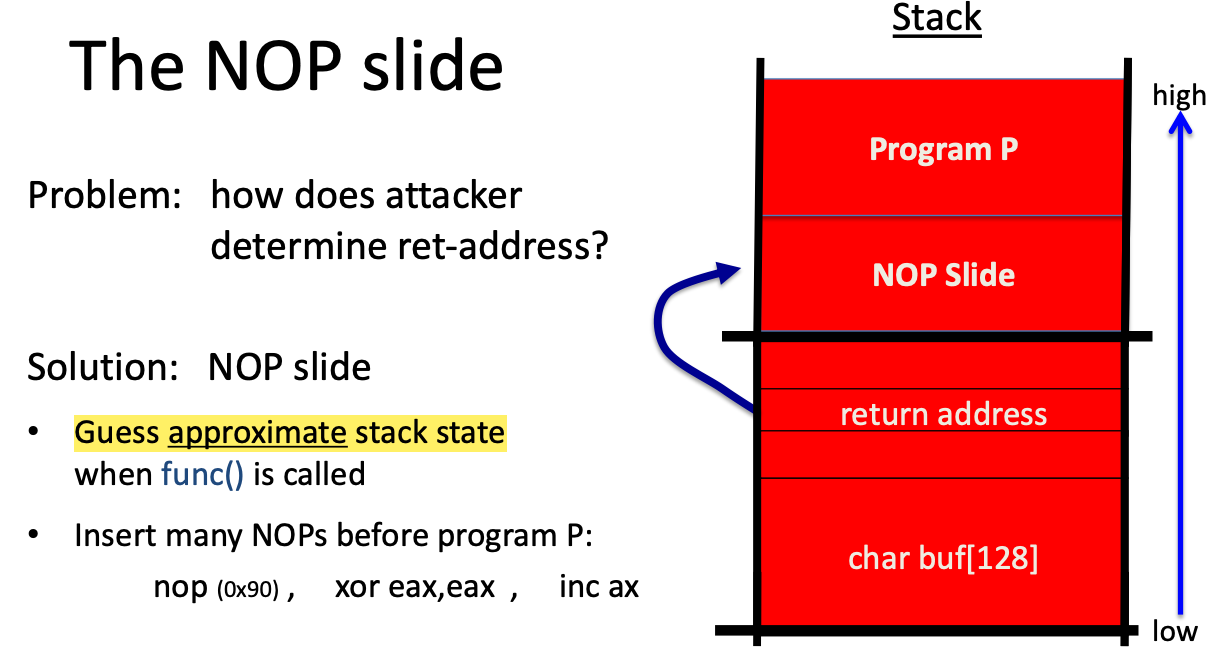 The NOP slide
Problem: how does attacker
determine ret-address?
Solution: NOP slide
• Guess approximate stack state
when func() is called
• Insert many NOPs before program P:
nop (0x90) , xor eax,eax , inc ax
Stack
high
Program P
NOP Slide
return address
char buf[128]
low